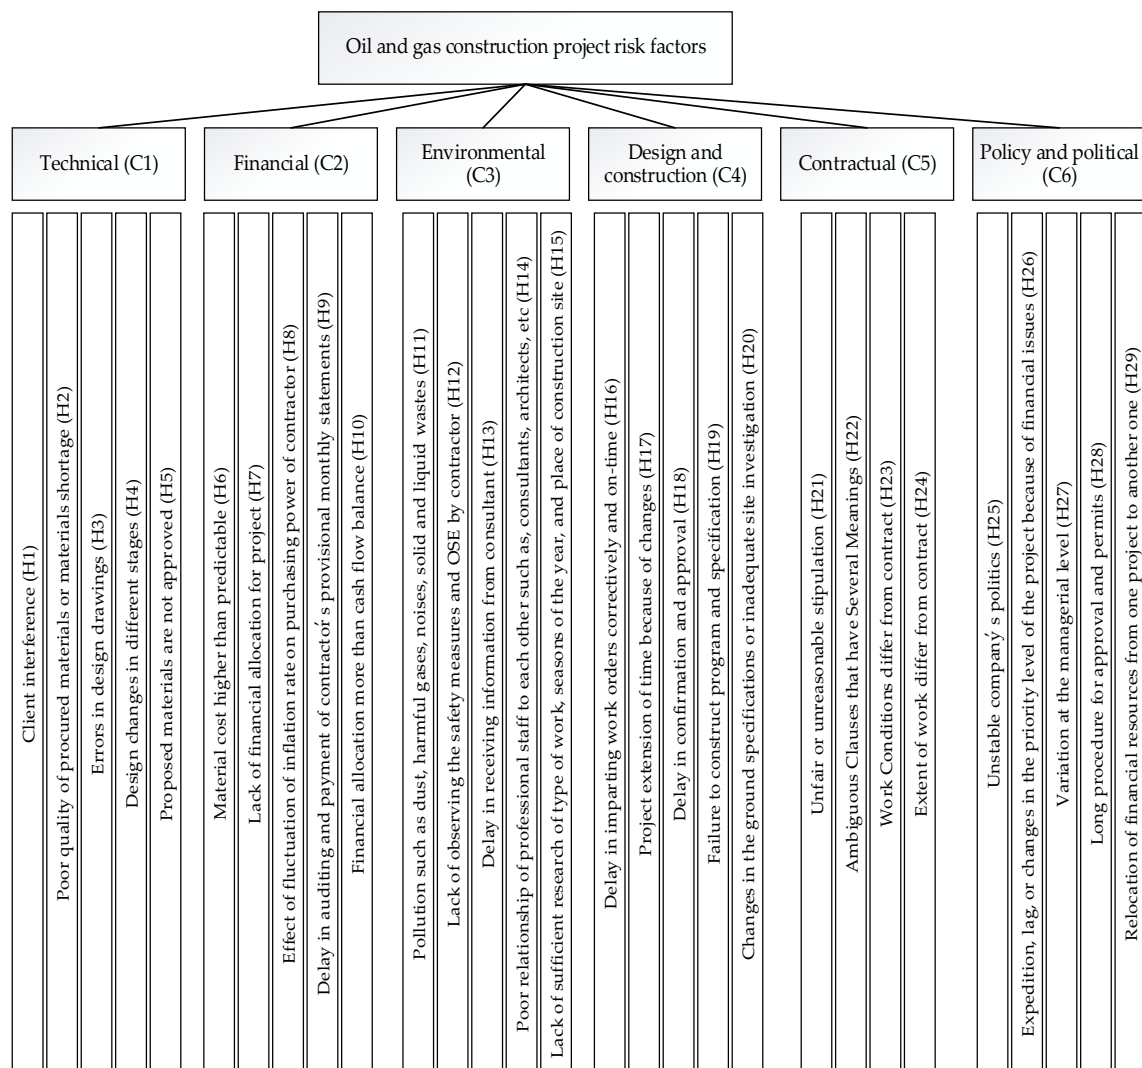 Oil and gas construction project risk factors
Technical (C1)
Financial (C2)
Environmental
(C3)
Design and
construction (C4)
Contractual (C5)
Policy and political
(C6)
Client interference (H1)
Poor quality of procured materials or materials shortage (H2)
Errors in design drawings (H3)
Design changes in different stages (H4)
Proposed materials are not approved (H5)
Material cost higher than predictable (H6)
Lack of financial allocation for project (H7)
Effect of fluctuation of inflation rate on purchasing power of contractor (H8)
Delay in auditing and payment of contractoŕs provisional monthly statements (H9)
Financial allocation more than cash flow balance (H10)
Pollution such as dust, harmful gases, noises, solid and liquid wastes (H11)
Lack of observing the safety measures and OSE by contractor (H12)
Delay in receiving information from consultant (H13)
Poor relationship of professional staff to each other such as, consultants, architects, etc (H14)
Lack of sufficient research of type of work, seasons of the year, and place of construction site (H15)
Delay in imparting work orders correctly and on-time (H16)
Project extension of time because of changes (H17)
Delay in confirmation and approval (H18)
Failure to construct program and specification (H19)
Changes in the ground specifications or inadequate site investigation (H20)
Unfair or unreasonable stipulation (H21)
Ambiguous Clauses that have Several Meanings (H22)
Work Conditions differ from contract (H23)
Extent of work differ from contract (H24)
Unstable compańy s politics (H25)
Expedition, lag, or changes in the priority level of the project because of financial issues (H26)
Variation at the managerial level (H27)
Long procedure for approval and permits (H28)
Relocation of financial resources from one project to another one (H29)